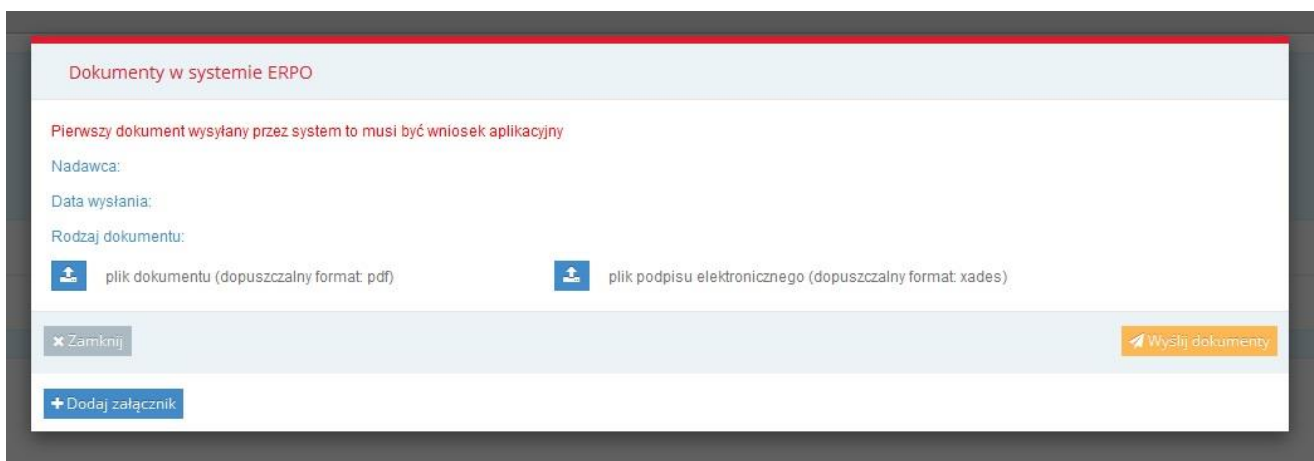 Dokumenty w systemie ERPO
Pierwszy dokument wysyłany przez system to musi być wniosek aplikacyjny
Nadawca:
Data wysłania:
Rodzaj dokumentu:
plik dokumentu (dopuszczalny format: pdf) plik podpisu elektronicznego (dopuszczalny format: xades)
Zamknij Wyślij dokumenty
Dodaj załącznik